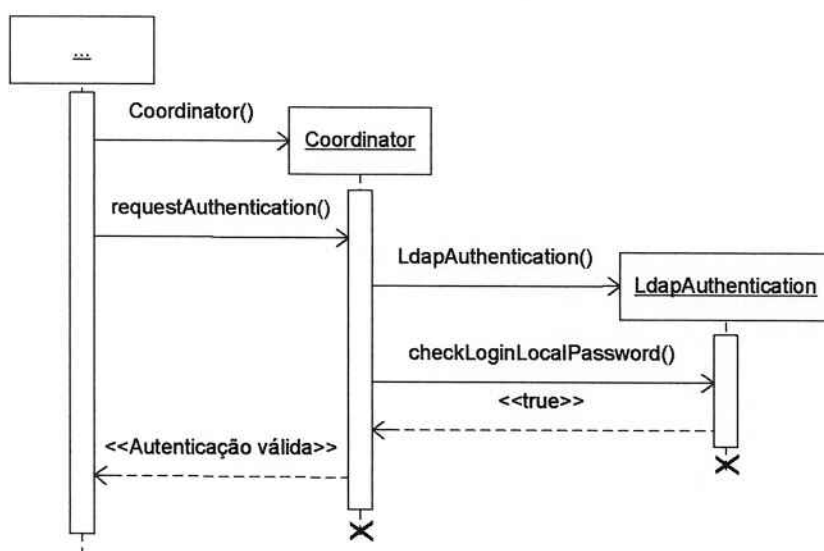 ...
Coordinator()
Coordinator
requestAuthentication()
LdapAuthentication()
LdapAuthentication
checkLoginLocalPassword()
<<true>>
<<Autenticação válida>>